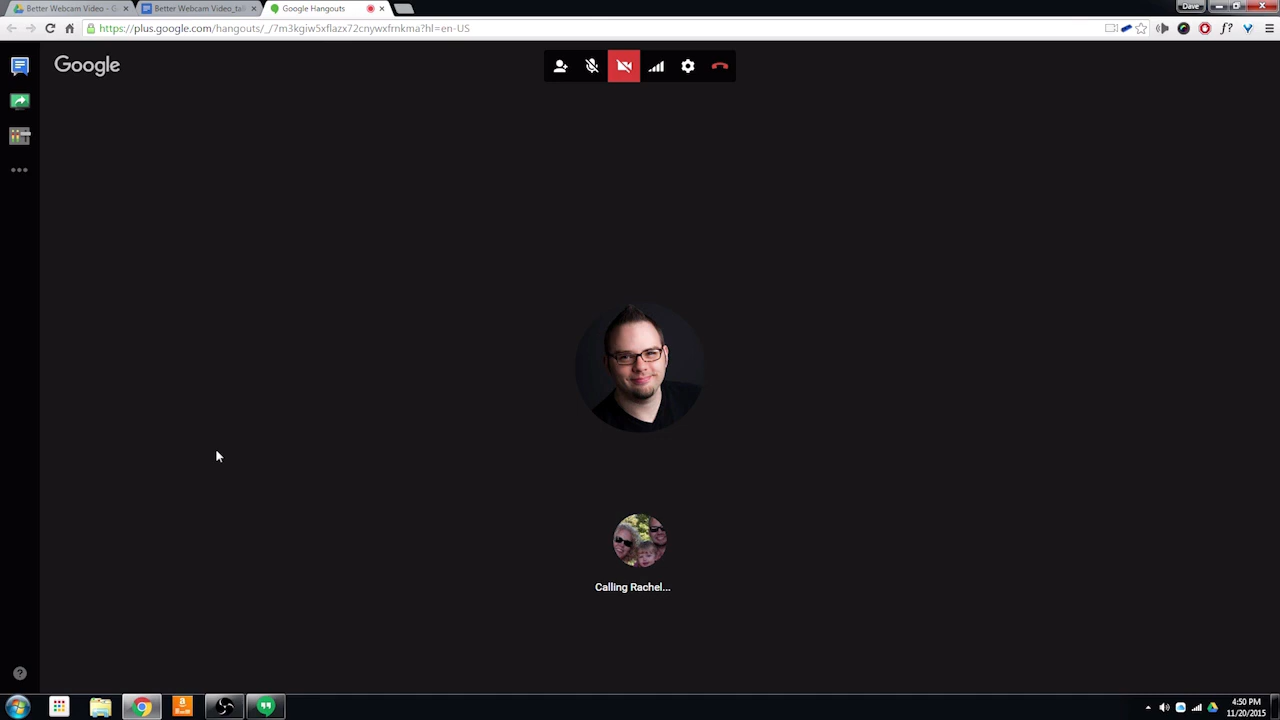 Better Webcam Video - G
Better Webcam Video_tal
Google Hangouts
Dave
https://plus.google.com/hangouts/_/7m3kgiw5xflazx72cnywxfrnkma?hl=en-US
f?
Google
Calling Rachel...
?
a
4:50 PM
11/20/2015